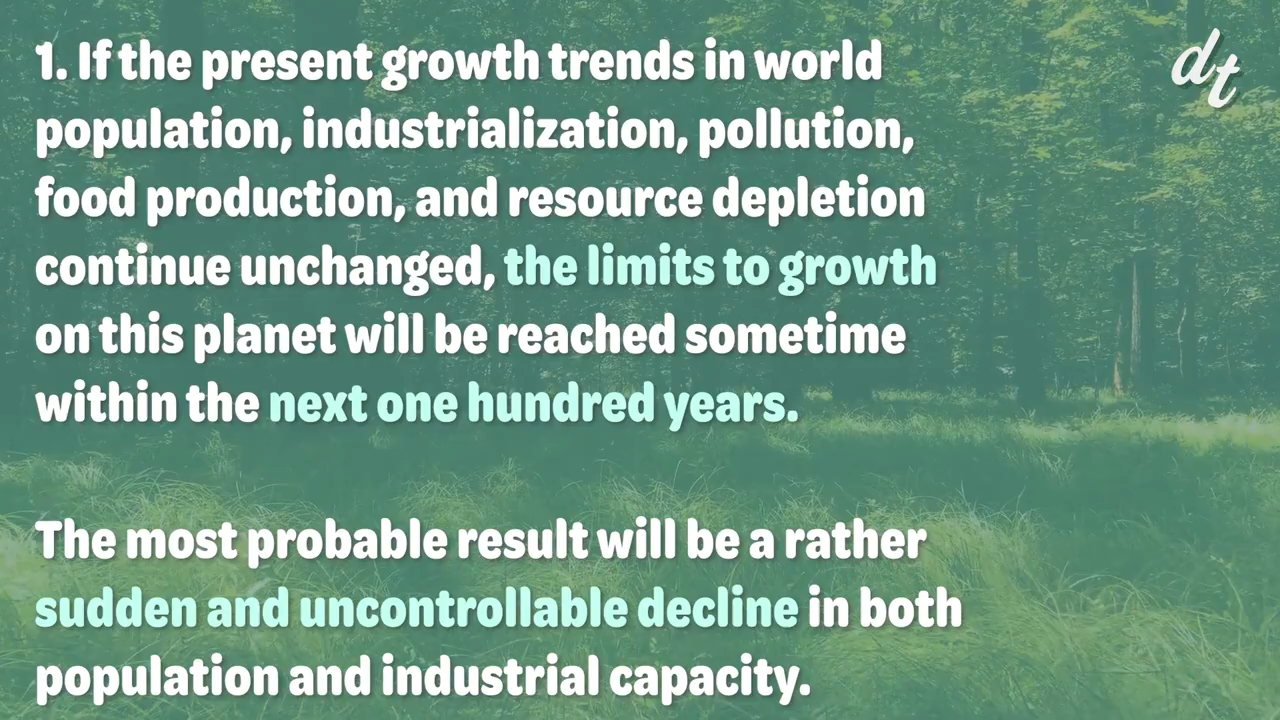 1. If the present growth trends in world
population, industrialization, pollution,
food production, and resource depletion
continue unchanged, the limits to growth
on this planet will be reached sometime
within the next one hundred years.
The most probable result will be a rather
sudden and uncontrollable decline in both
population and industrial capacity.
dt